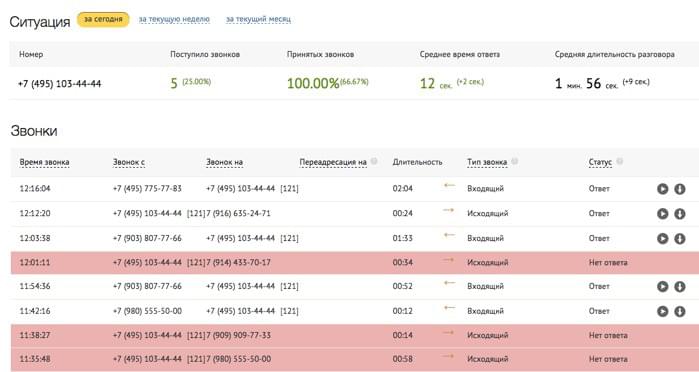 Ситуация за сегодня за текущую неделю за текущий месяц
Номер Поступило звонков Принятых звонков Среднее время ответа Средняя длительность разговора
+7 (495) 103-44-44 5 (25.00%) 100.00%(66.67%) 12 сек. (+2 сек.) 1 мин. 56 сек. (+9 сек.)
Звонки
Время звонка Звонок с Звонок на Переадресация на Длительность Тип звонка Статус
12:16:04 +7 (495) 775-77-83 +7 (495) 103-44-44 [121] 02:04 ← Входящий Ответ
12:12:20 +7 (495) 103-44-44 [121] 7 (916) 635-24-71 00:24 → Исходящий Ответ
12:03:38 +7 (903) 807-77-66 +7 (495) 103-44-44 [121] 01:33 ← Входящий Ответ
12:01:11 +7 (495) 103-44-44 [121] 7 (914) 433-70-17 00:34 → Исходящий Нет ответа
11:54:36 +7 (903) 807-77-66 +7 (495) 103-44-44 [121] 00:52 ← Входящий Ответ
11:42:16 +7 (980) 555-50-00 +7 (495) 103-44-44 [121] 00:12 ← Входящий Ответ
11:38:27 +7 (495) 103-44-44 [121] 7 (909) 909-77-33 00:14 → Исходящий Нет ответа
11:35:48 +7 (495) 103-44-44 [121] 7 (980) 555-50-00 00:58 → Исходящий Нет ответа